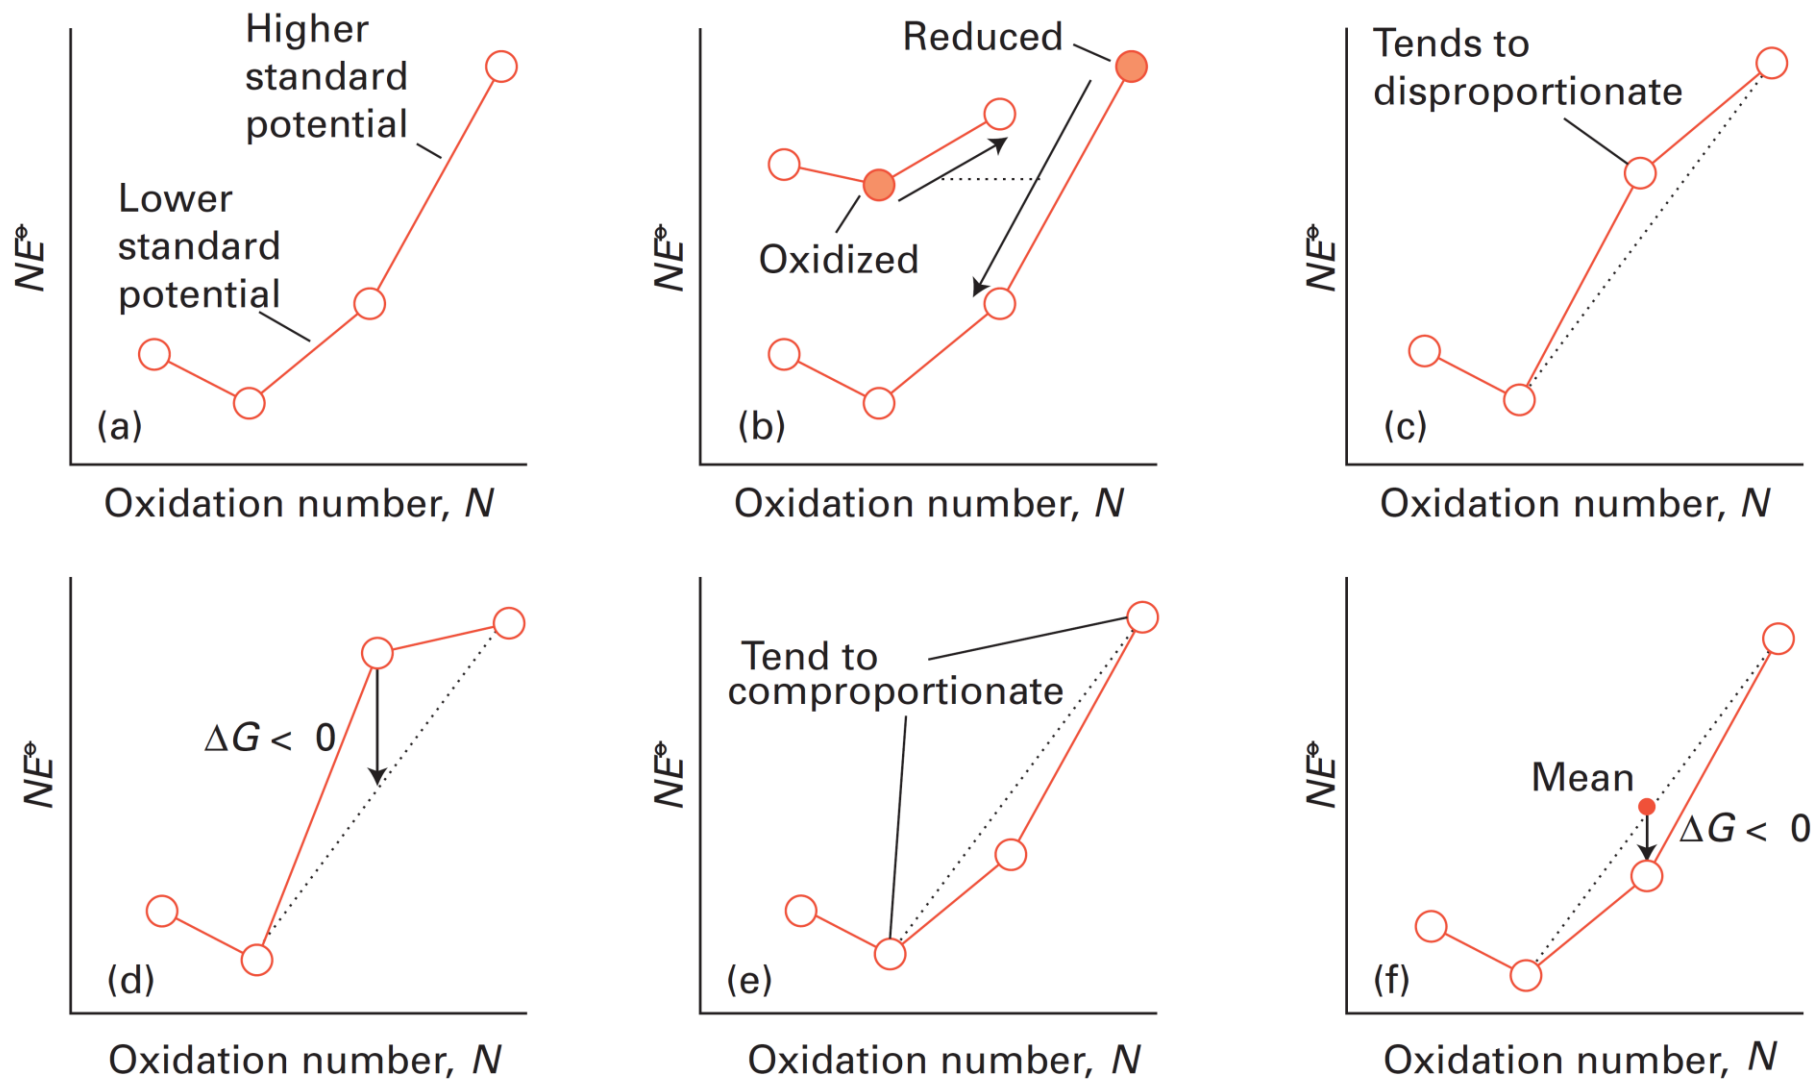 Higher
standard
potential
Lower
standard
potential
NE⦵
(a)
Oxidation number, N
Reduced
Oxidized
NE⦵
(b)
Oxidation number, N
Tends to
disproportionate
NE⦵
(c)
Oxidation number, N
ΔG < 0
NE⦵
(d)
Oxidation number, N
Tend to
comproportionate
NE⦵
(e)
Oxidation number, N
Mean
ΔG < 0
NE⦵
(f)
Oxidation number, N